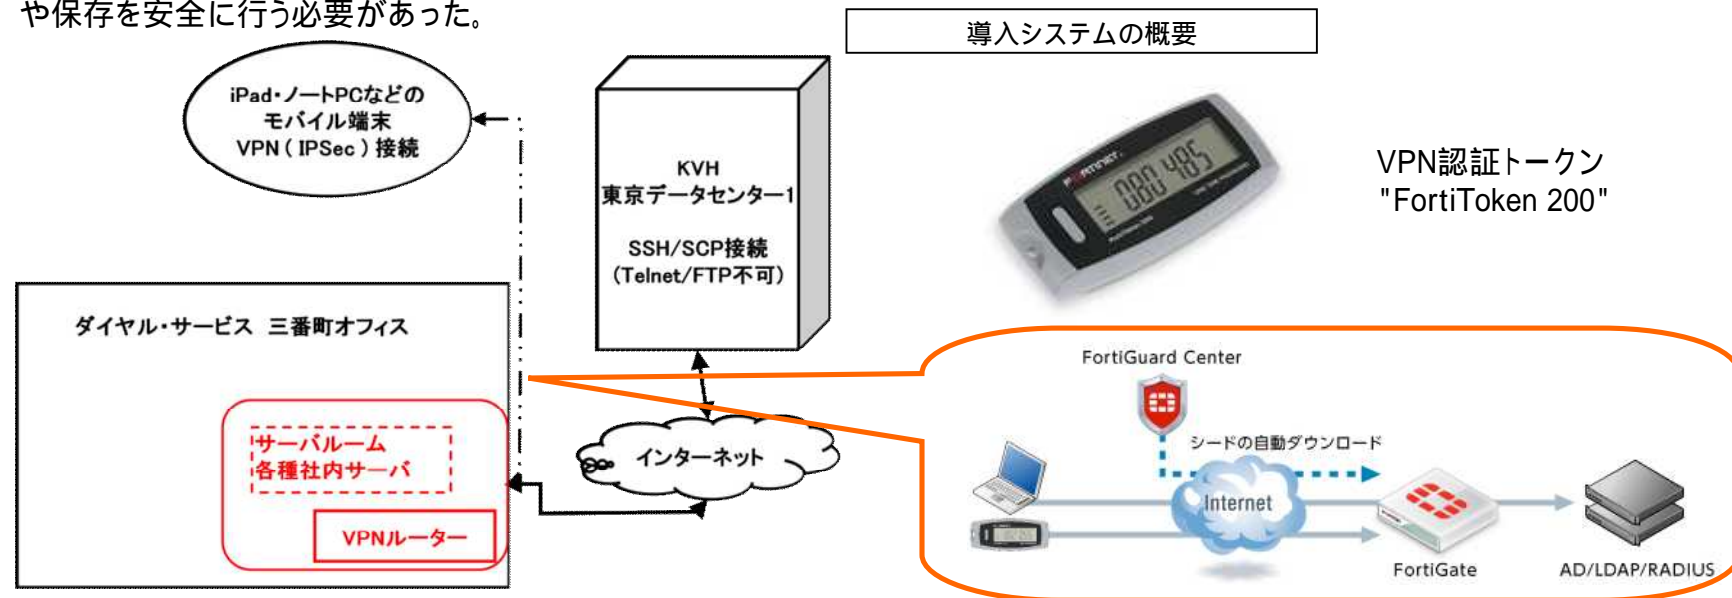 や保存を安全に行う必要があった。
導入システムの概要
iPad・ノートPCなどの
モバイル端末
VPN ( IPSec ) 接続
KVH
東京データセンター1
SSH/SCP接続
(Telnet/FTP不可)
VPN認証トークン
"FortiToken 200"
FORTINET
080485
ダイヤル・サービス 三番町オフィス
サーバルーム
各種社内サーバ
VPNルーター
インターネット
FortiGuard Center
シードの自動ダウンロード
Internet
FortiGate
AD/LDAP/RADIUS